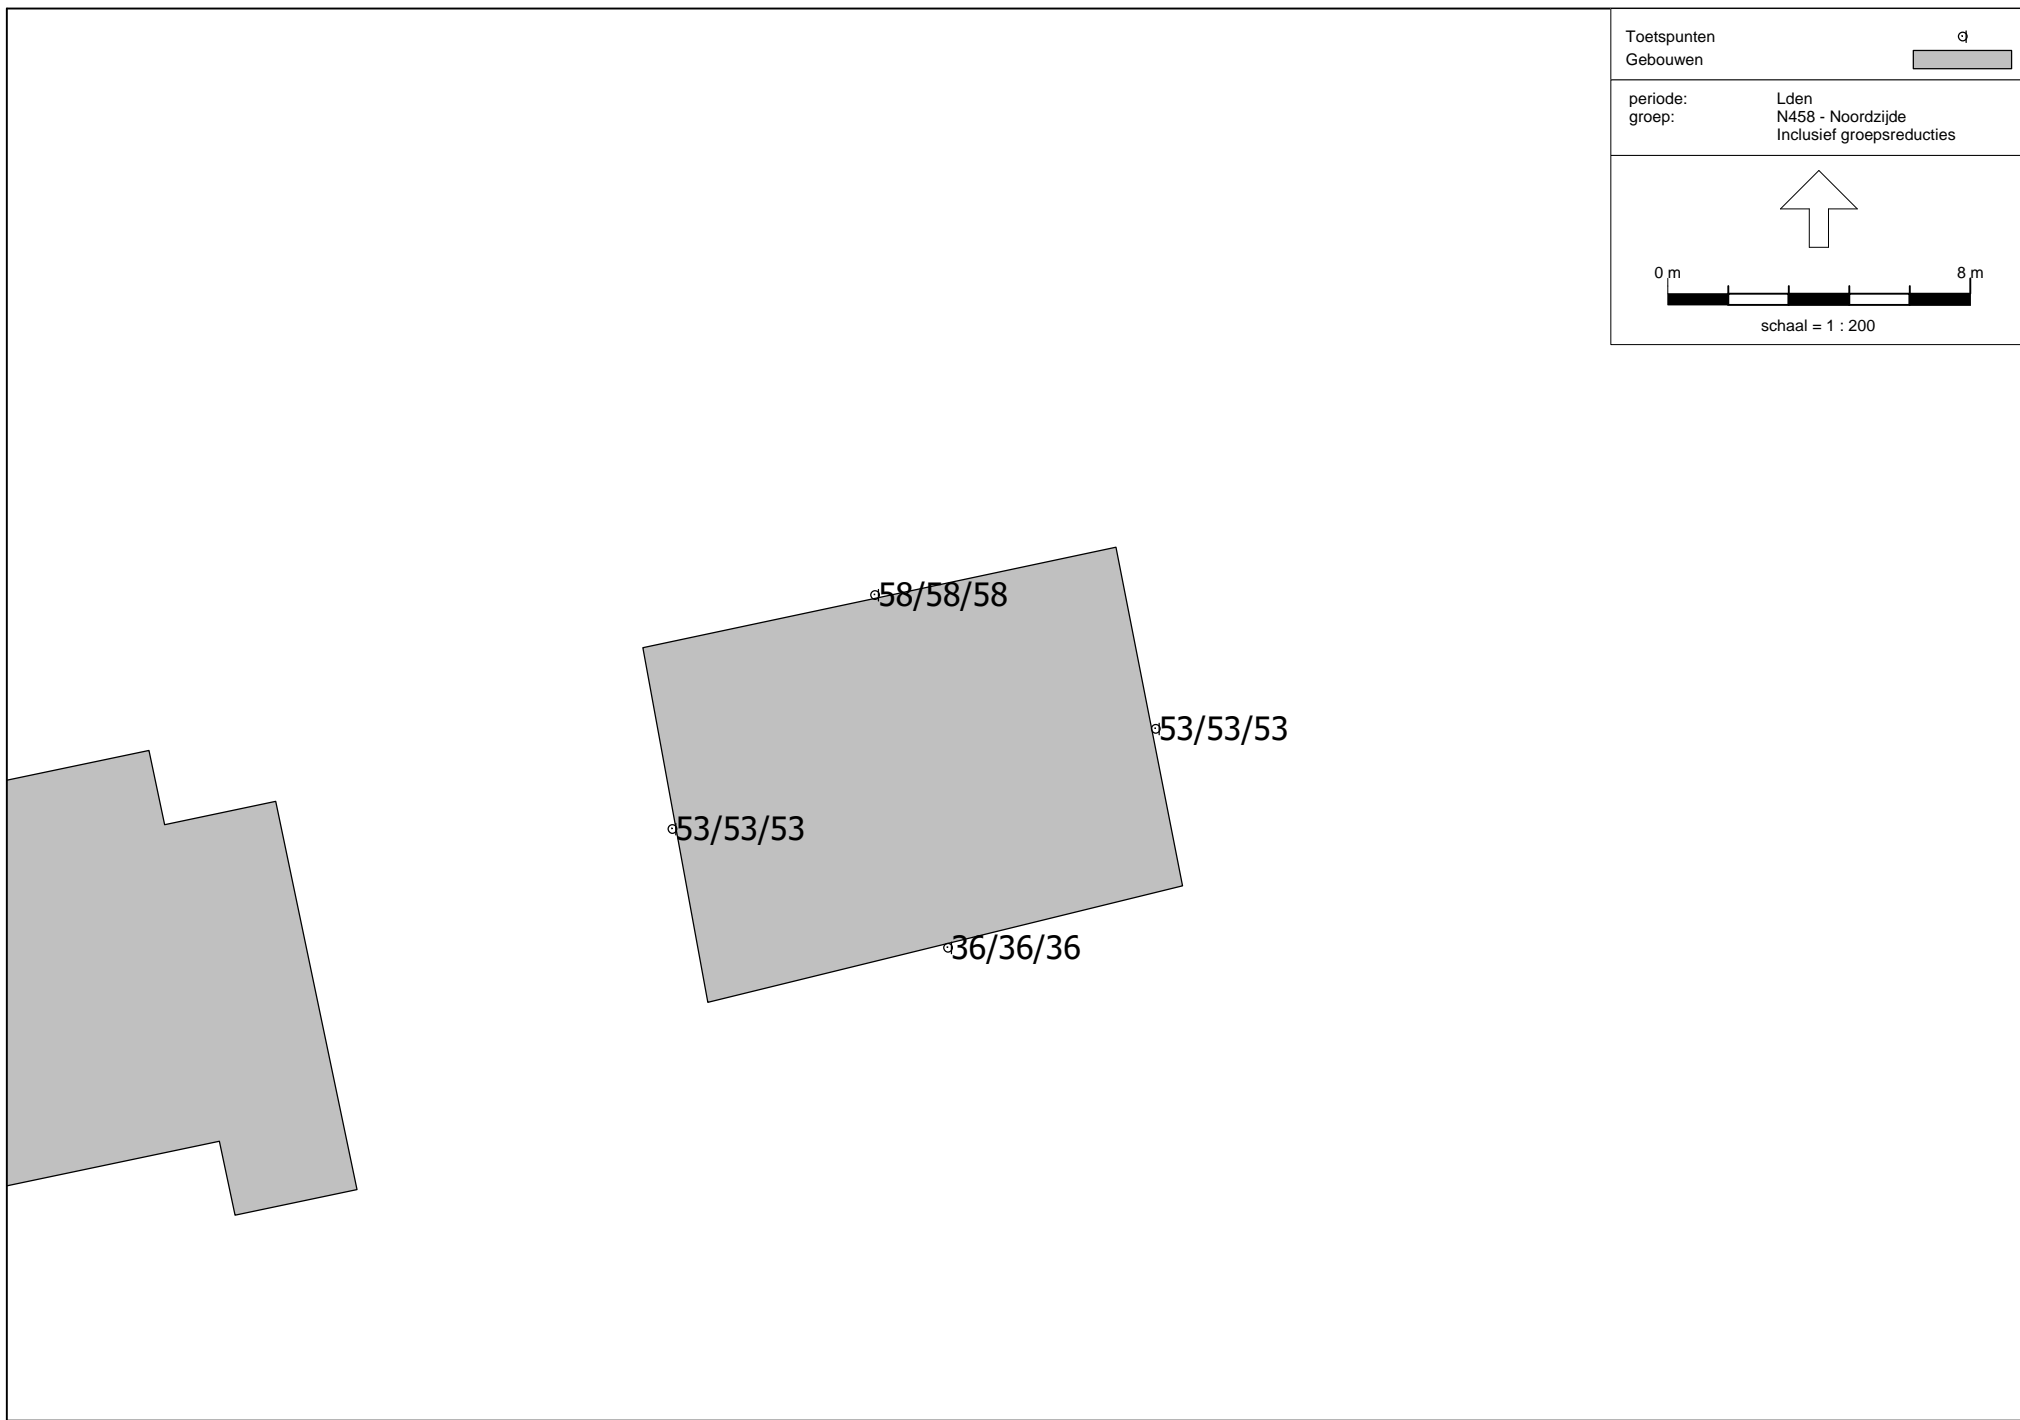 Toetspunten
Gebouwen
periode: Lden
groep: N458 - Noordzijde
Inclusief groepsreducties
0 m 8 m
schaal = 1 : 200
58/58/58
53/53/53
53/53/53
36/36/36